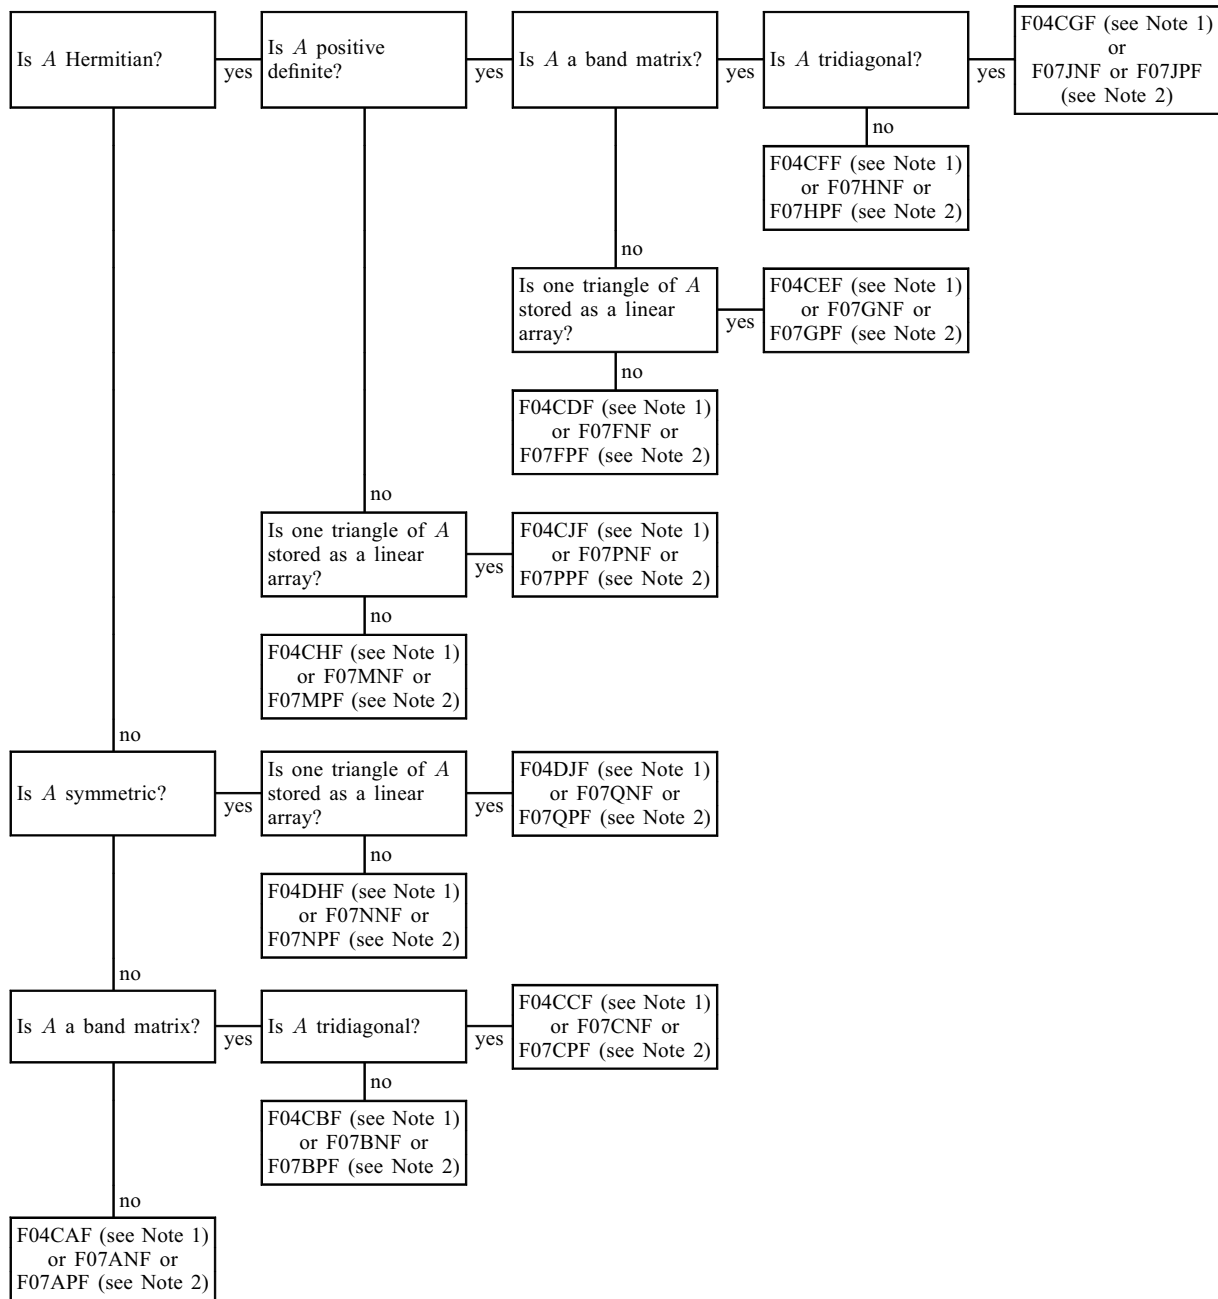 Is A Hermitian?
yes
Is A positive
definite?
yes
Is A a band matrix?
yes
Is A tridiagonal?
yes
F04CGF (see Note 1)
or
F07JNF or F07JPF
(see Note 2)
no
F04CFF (see Note 1)
or F07HNF or
F07HPF (see Note 2)
no
Is one triangle of A
stored as a linear
array?
yes
F04CEF (see Note 1)
or F07GNF or
F07GPF (see Note 2)
no
F04CDF (see Note 1)
or F07FNF or
F07FPF (see Note 2)
no
Is one triangle of A
stored as a linear
array?
yes
F04CJF (see Note 1)
or F07PNF or
F07PPF (see Note 2)
no
F04CHF (see Note 1)
or F07MNF or
F07MPF (see Note 2)
no
Is A symmetric?
yes
Is one triangle of A
stored as a linear
array?
yes
F04DJF (see Note 1)
or F07QNF or
F07QPF (see Note 2)
no
F04DHF (see Note 1)
or F07NNF or
F07NPF (see Note 2)
no
Is A a band matrix?
yes
Is A tridiagonal?
yes
F04CCF (see Note 1)
or F07CNF or
F07CPF (see Note 2)
no
F04CBF (see Note 1)
or F07BNF or
F07BPF (see Note 2)
no
F04CAF (see Note 1)
or F07ANF or
F07APF (see Note 2)